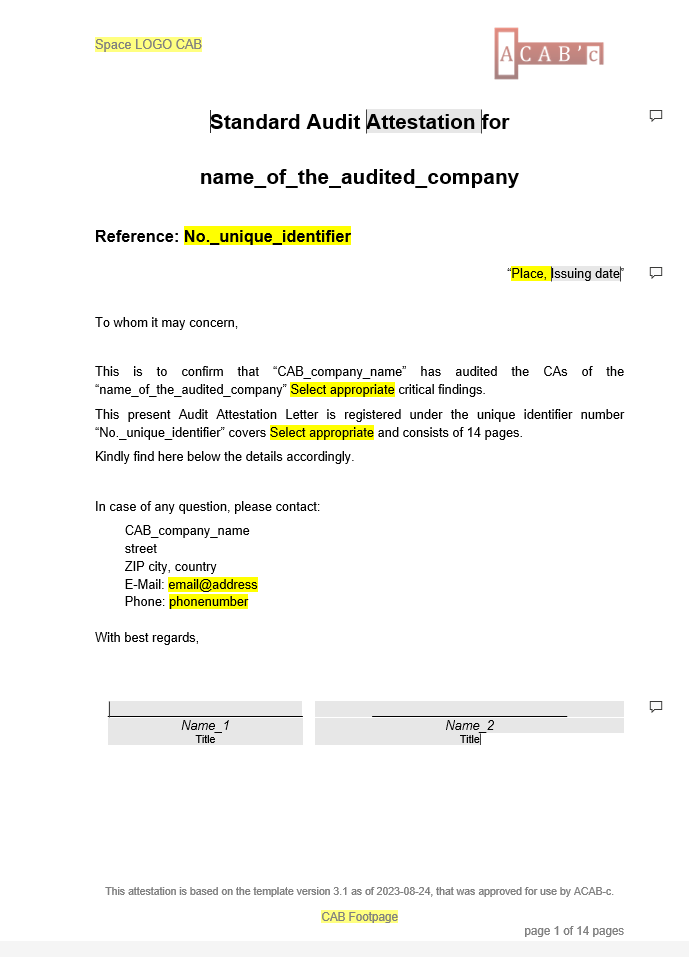 Space LOGO CAB
ACAB'c
Standard Audit Attestation for
name_of_the_audited_company
Reference: No._unique_identifier
“Place, Issuing date”
To whom it may concern,
This is to confirm that “CAB_company_name” has audited the CAs of the
“name_of_the_audited_company” Select appropriate critical findings.
This present Audit Attestation Letter is registered under the unique identifier number
“No._unique_identifier” covers Select appropriate and consists of 14 pages.
Kindly find here below the details accordingly.
In case of any question, please contact:
CAB_company_name
street
ZIP city, country
E-Mail: email@address
Phone: phonenumber
With best regards,
Name_1 Name_2
Title Title
This attestation is based on the template version 3.1 as of 2023-08-24, that was approved for use by ACAB-c.
CAB Footpage
page 1 of 14 pages